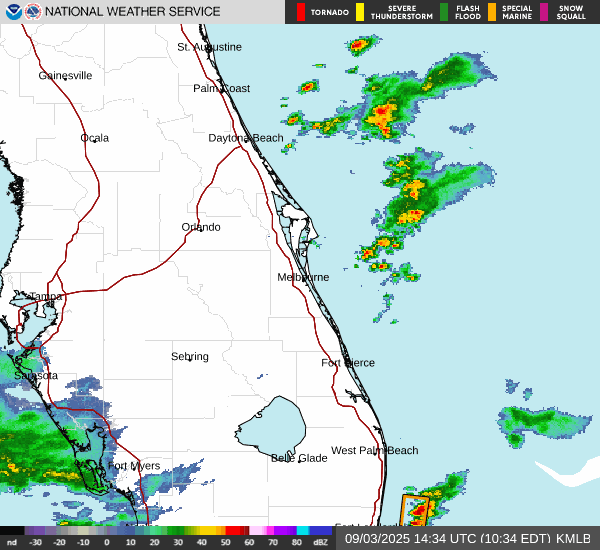 NATIONAL WEATHER SERVICE
TORNADO
SEVERE THUNDERSTORM
FLASH FLOOD
SPECIAL MARINE
SNOW SQUALL
St. Augustine
Gainesville
Palm Coast
Ocala
Daytona Beach
Orlando
Melbourne
Tampa
Sebring
Fort Pierce
Sarasota
West Palm Beach
Belle Glade
Fort Myers
nd -30 -20 -10 0 10 20 30 40 50 60 70 80 dBZ
09/03/2025 14:34 UTC (10:34 EDT) KMLB